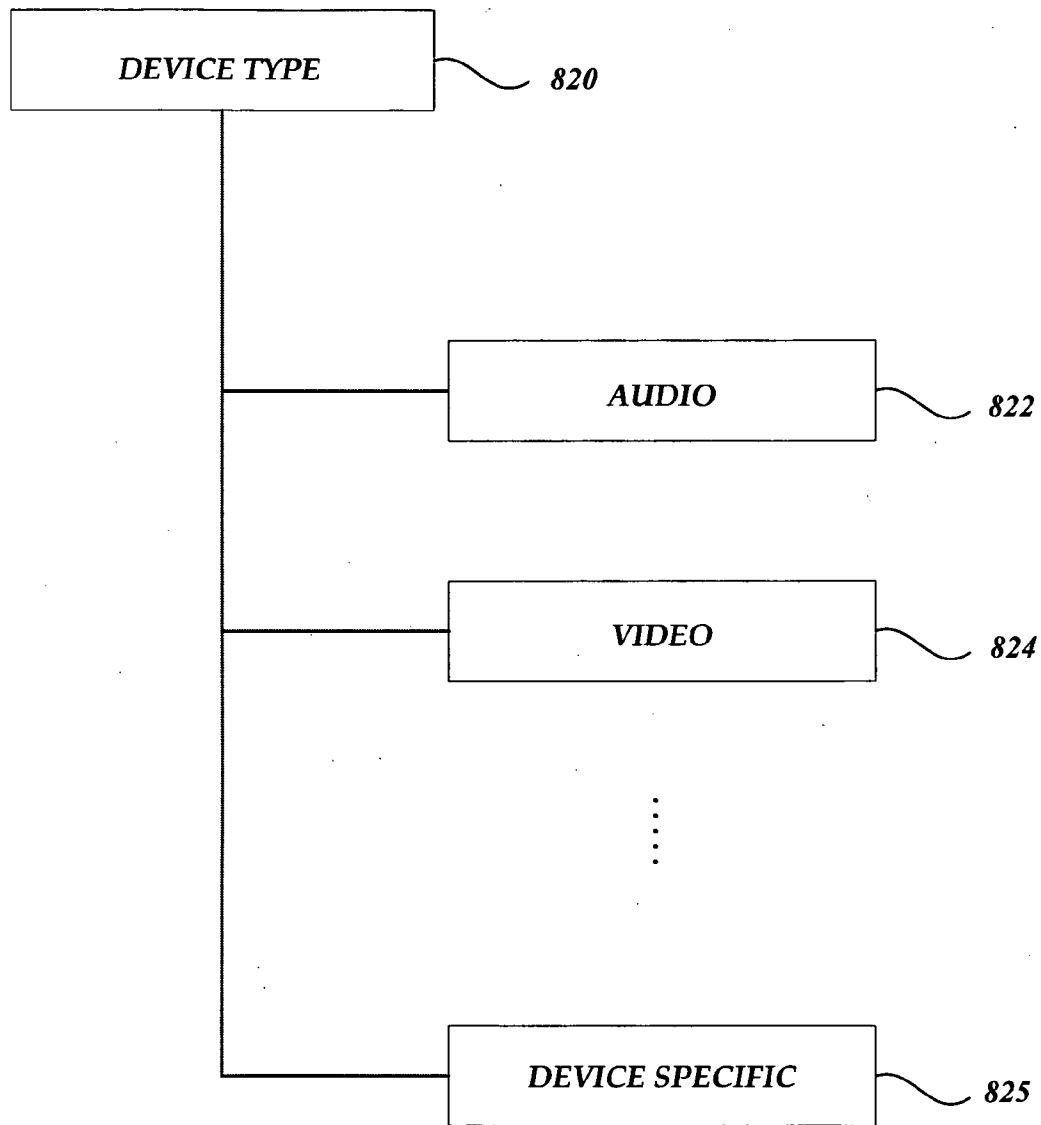 DEVICE TYPE
820
AUDIO
822
VIDEO
824
DEVICE SPECIFIC
825